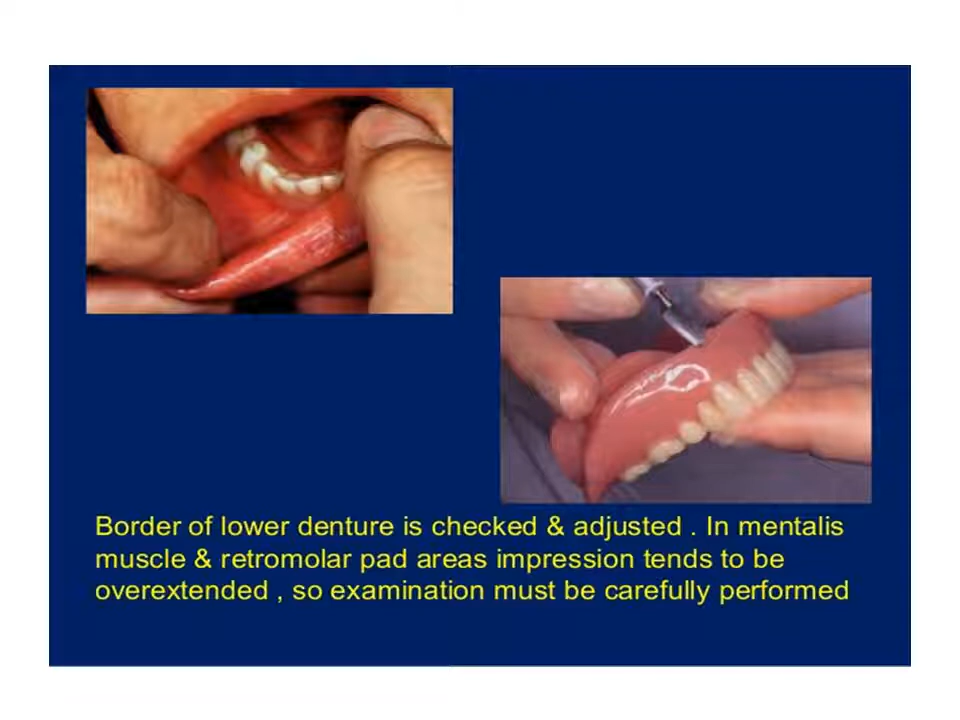 Border of lower denture is checked & adjusted . In mentalis
muscle & retromolar pad areas impression tends to be
overextended , so examination must be carefully performed